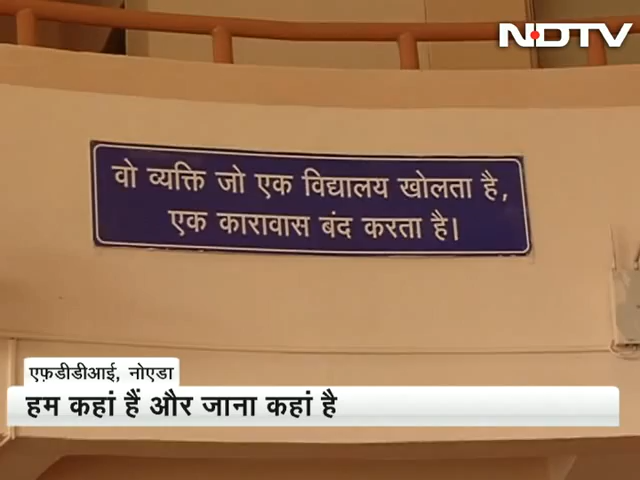 NDTV
वो व्यक्ति जो एक विद्यालय खोलता है,
एक कारावास बंद करता है।
एफ़डीडीआई, नोएडा
हम कहां हैं और जाना कहां है